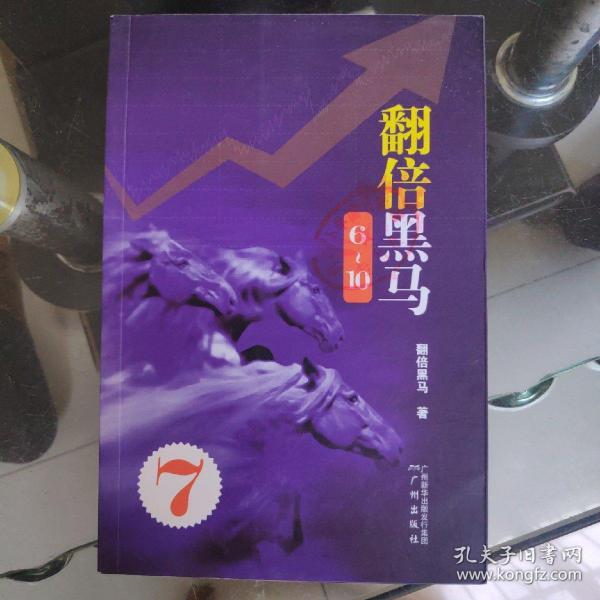 翻倍黑马
6~10
翻倍黑马 著
7
广州新华出版发行集团
广州出版社
孔夫子旧书网
www.kongfz.com